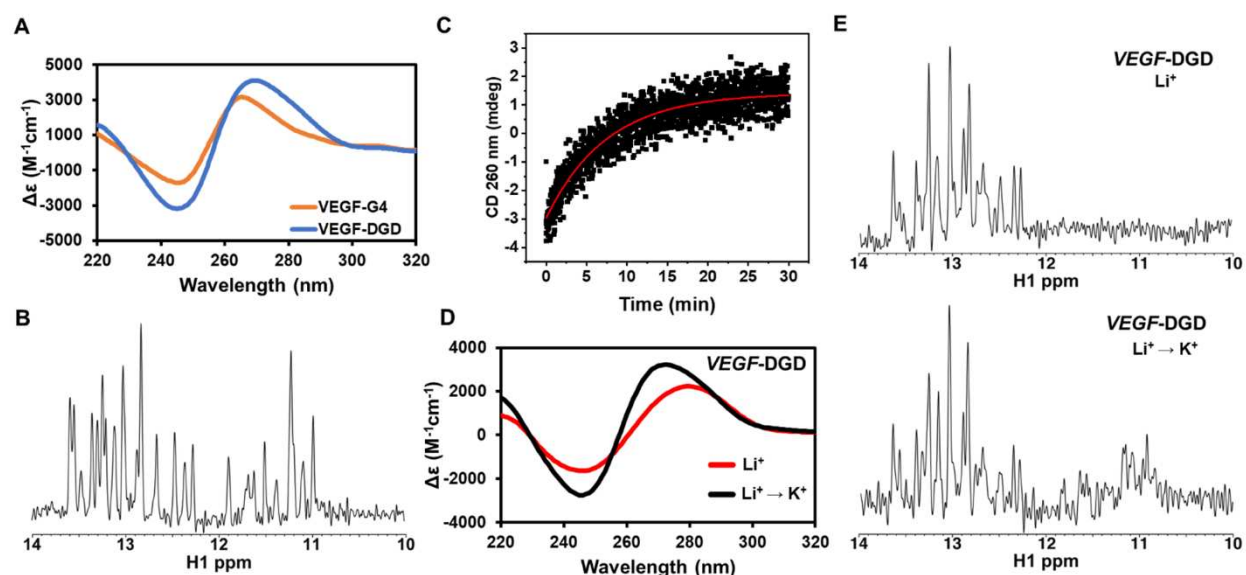 A
5000
3000
1000
-1000
-3000
-5000
Δε (M⁻¹cm⁻¹)
VEGF-G4
VEGF-DGD
220 240 260 280 300 320
Wavelength (nm)
B
14 13 12 11 10
H1 ppm
C
3
2
1
0
-1
-2
-3
-4
CD 260 nm (mdeg)
0 5 10 15 20 25 30
Time (min)
D
4000
2000
0
-2000
-4000
Δε (M⁻¹cm⁻¹)
VEGF-DGD
Li⁺
Li⁺ → K⁺
220 240 260 280 300 320
Wavelength (nm)
E
VEGF-DGD
Li⁺
14 13 12 11 10
H1 ppm
VEGF-DGD
Li⁺ → K⁺
14 13 12 11 10
H1 ppm